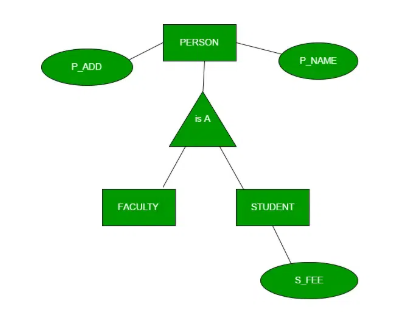 PERSON
P_ADD
P_NAME
is A
FACULTY
STUDENT
S_FEE